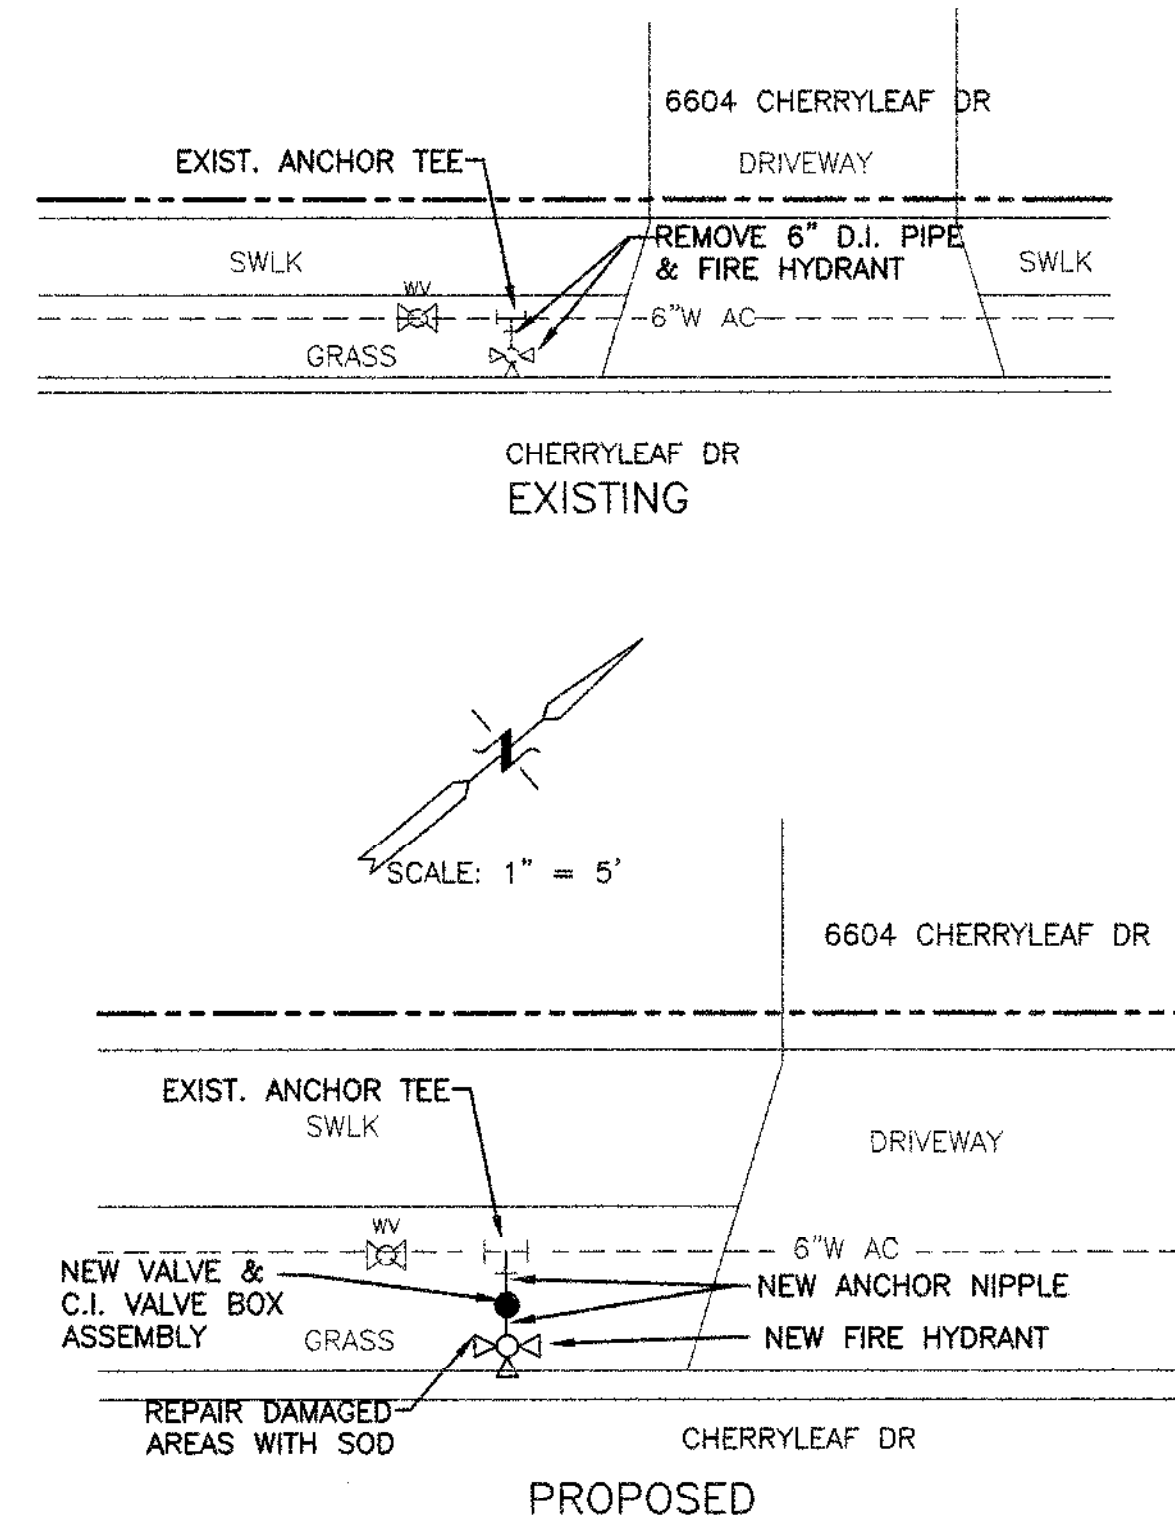 6604 CHERRYLEAF DR
EXIST. ANCHOR TEE
DRIVEWAY
REMOVE 6" D.I. PIPE
& FIRE HYDRANT
SWLK
SWLK
WV
6"W AC
GRASS
CHERRYLEAF DR
EXISTING
SCALE: 1" = 5'
6604 CHERRYLEAF DR
EXIST. ANCHOR TEE
SWLK
DRIVEWAY
WV
6"W AC
NEW VALVE &
C.I. VALVE BOX
ASSEMBLY
NEW ANCHOR NIPPLE
GRASS
NEW FIRE HYDRANT
REPAIR DAMAGED
AREAS WITH SOD
CHERRYLEAF DR
PROPOSED